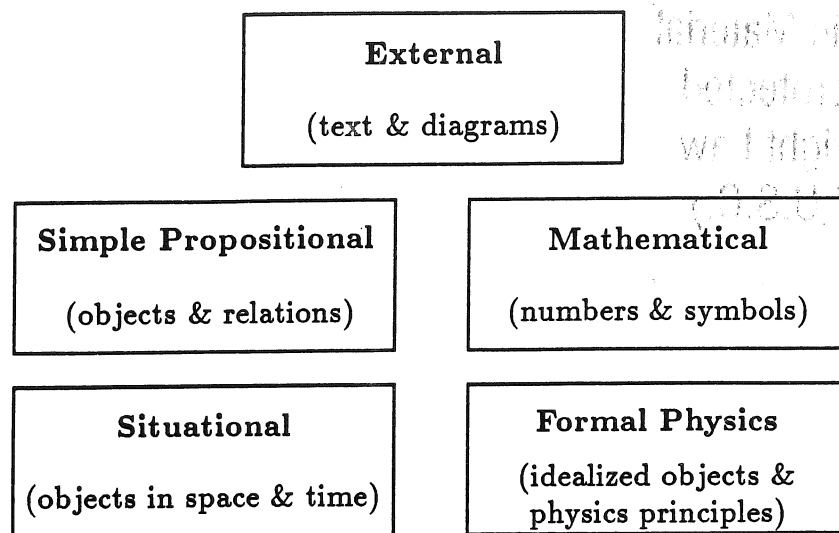 External
(text & diagrams)
Simple Propositional
(objects & relations)
Mathematical
(numbers & symbols)
Situational
(objects in space & time)
Formal Physics
(idealized objects &
physics principles)